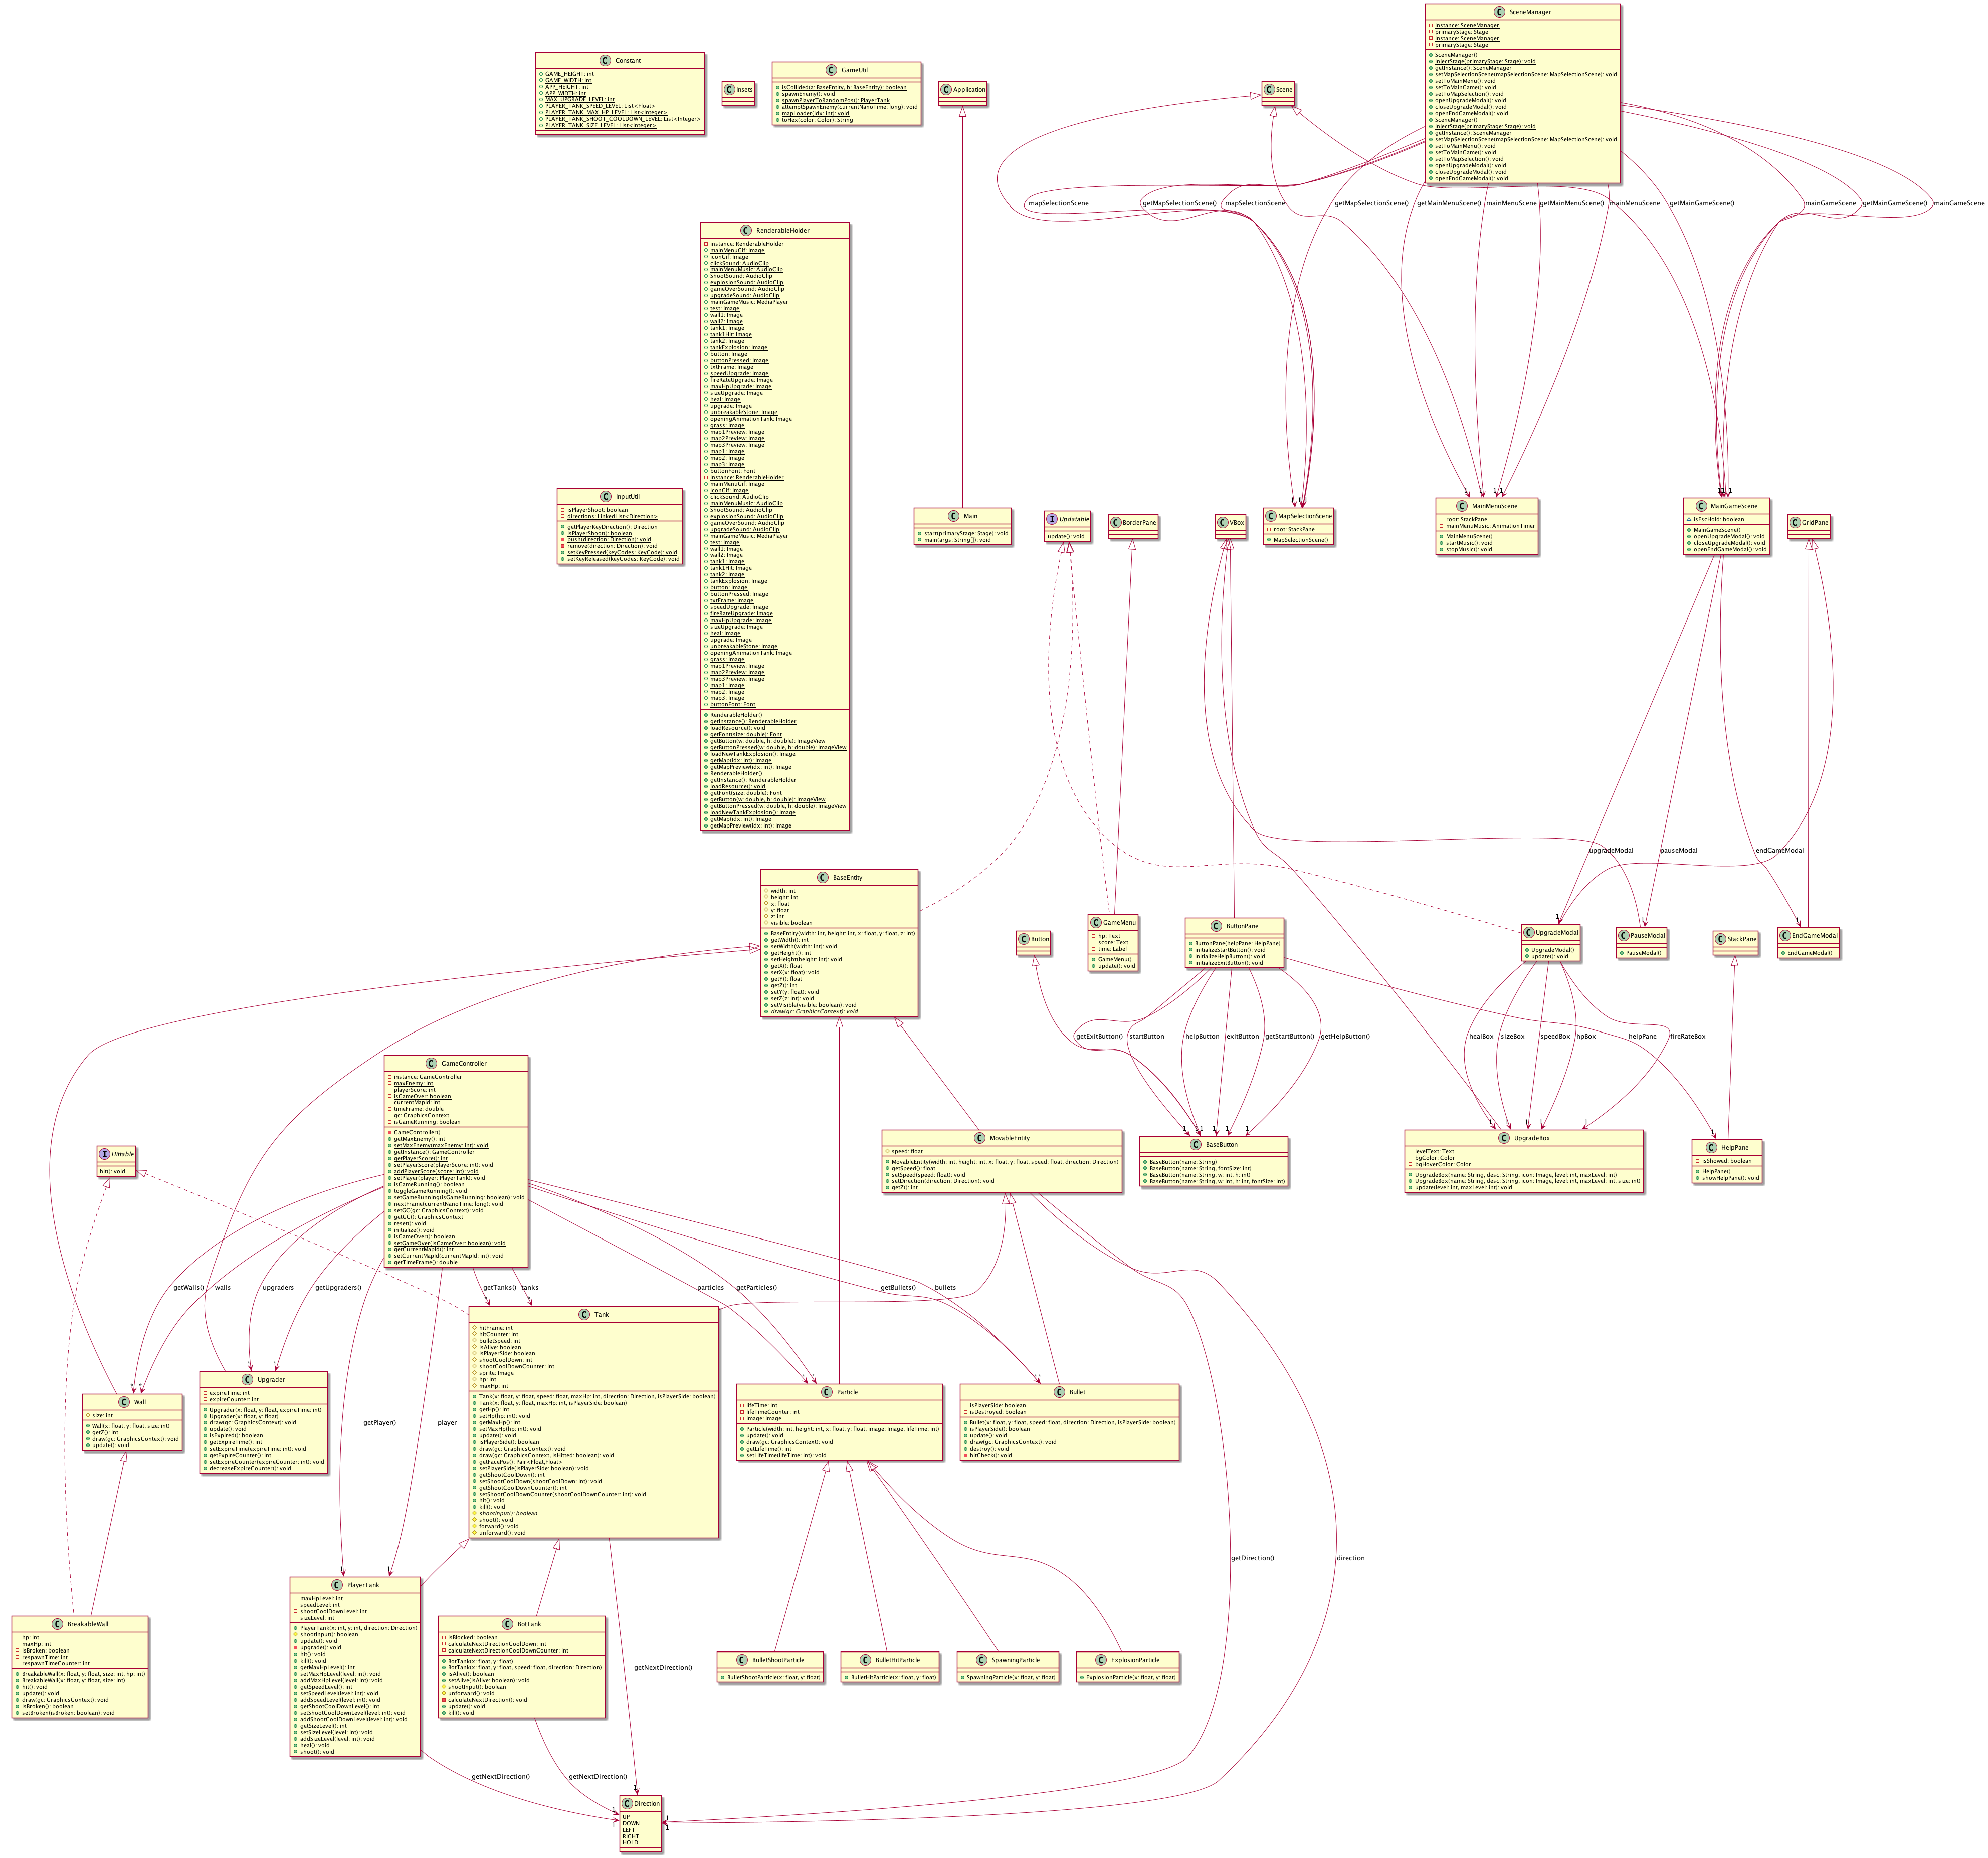 SceneManager
instance: SceneManager
primaryStage: Stage
instance: SceneManager
primaryStage: Stage
SceneManager()
injectStage(primaryStage: Stage): void
getInstance(): SceneManager
setMapSelectionScene(mapSelectionScene: MapSelectionScene): void
setToMainMenu(): void
setToMainGame(): void
setToMapSelection(): void
openUpgradeModal(): void
closeUpgradeModal(): void
openEndGameModal(): void
SceneManager()
injectStage(primaryStage: Stage): void
getInstance(): SceneManager
setMapSelectionScene(mapSelectionScene: MapSelectionScene): void
setToMainMenu(): void
setToMainGame(): void
setToMapSelection(): void
openUpgradeModal(): void
closeUpgradeModal(): void
openEndGameModal(): void
Constant
GAME_HEIGHT: int
GAME_WIDTH: int
APP_HEIGHT: int
APP_WIDTH: int
MAX_UPGRADE_LEVEL: int
PLAYER_TANK_SPEED_LEVEL: List<Float>
PLAYER_TANK_MAX_HP_LEVEL: List<Integer>
PLAYER_TANK_SHOOT_COOLDOWN_LEVEL: List<Integer>
PLAYER_TANK_SIZE_LEVEL: List<Integer>
Insets
GameUtil
isCollided(a: BaseEntity, b: BaseEntity): boolean
spawnEnemy(): void
spawnPlayerToRandomPos(): PlayerTank
attemptSpawnEnemy(currentNanoTime: long): void
mapLoader(idx: int): void
toHex(color: Color): String
Application
Scene
mapSelectionScene
getMapSelectionScene()
mapSelectionScene
getMapSelectionScene()
getMainMenuScene()
mainMenuScene
getMainMenuScene()
mainMenuScene
getMainGameScene()
mainGameScene
getMainGameScene()
mainGameScene
RenderableHolder
instance: RenderableHolder
mainMenuGif: Image
iconGif: Image
clickSound: AudioClip
mainMenuMusic: AudioClip
ShootSound: AudioClip
explosionSound: AudioClip
gameOverSound: AudioClip
upgradeSound: AudioClip
mainGameMusic: MediaPlayer
test: Image
wall1: Image
wall2: Image
tank1: Image
tank1Hit: Image
tank2: Image
tankExplosion: Image
button: Image
buttonPressed: Image
txtFrame: Image
speedUpgrade: Image
fireRateUpgrade: Image
maxHpUpgrade: Image
sizeUpgrade: Image
heal: Image
upgrade: Image
unbreakableStone: Image
openingAnimationTank: Image
grass: Image
map1Preview: Image
map2Preview: Image
map3Preview: Image
map1: Image
map2: Image
map3: Image
buttonFont: Font
instance: RenderableHolder
mainMenuGif: Image
iconGif: Image
clickSound: AudioClip
mainMenuMusic: AudioClip
ShootSound: AudioClip
explosionSound: AudioClip
gameOverSound: AudioClip
upgradeSound: AudioClip
mainGameMusic: MediaPlayer
test: Image
wall1: Image
wall2: Image
tank1: Image
tank1Hit: Image
tank2: Image
tankExplosion: Image
button: Image
buttonPressed: Image
txtFrame: Image
speedUpgrade: Image
fireRateUpgrade: Image
maxHpUpgrade: Image
sizeUpgrade: Image
heal: Image
upgrade: Image
unbreakableStone: Image
openingAnimationTank: Image
grass: Image
map1Preview: Image
map2Preview: Image
map3Preview: Image
map1: Image
map2: Image
map3: Image
buttonFont: Font
RenderableHolder()
getInstance(): RenderableHolder
loadResource(): void
getFont(size: double): Font
getButton(w: double, h: double): ImageView
getButtonPressed(w: double, h: double): ImageView
loadNewTankExplosion(): Image
getMap(idx: int): Image
getMapPreview(idx: int): Image
RenderableHolder()
getInstance(): RenderableHolder
loadResource(): void
getFont(size: double): Font
getButton(w: double, h: double): ImageView
getButtonPressed(w: double, h: double): ImageView
loadNewTankExplosion(): Image
getMap(idx: int): Image
getMapPreview(idx: int): Image
InputUtil
isPlayerShoot: boolean
directions: LinkedList<Direction>
getPlayerKeyDirection(): Direction
isPlayerShoot(): boolean
push(direction: Direction): void
remove(direction: Direction): void
setKeyPressed(keyCodes: KeyCode): void
setKeyReleased(keyCodes: KeyCode): void
Main
start(primaryStage: Stage): void
main(args: String[]): void
Updatable
update(): void
BorderPane
VBox
MapSelectionScene
root: StackPane
MapSelectionScene()
MainMenuScene
root: StackPane
mainMenuMusic: AnimationTimer
MainMenuScene()
startMusic(): void
stopMusic(): void
MainGameScene
isEscHold: boolean
MainGameScene()
openUpgradeModal(): void
closeUpgradeModal(): void
openEndGameModal(): void
GridPane
upgradeModal
pauseModal
endGameModal
BaseEntity
width: int
height: int
x: float
y: float
z: int
visible: boolean
BaseEntity(width: int, height: int, x: float, y: float, z: int)
getWidth(): int
setWidth(width: int): void
getHeight(): int
setHeight(height: int): void
getX(): float
setX(x: float): void
getY(): float
getZ(): int
setY(y: float): void
setZ(z: int): void
setVisible(visible: boolean): void
draw(gc: GraphicsContext): void
Button
GameMenu
hp: Text
score: Text
time: Label
GameMenu()
update(): void
ButtonPane
ButtonPane(helpPane: HelpPane)
initializeStartButton(): void
initializeHelpButton(): void
initializeExitButton(): void
UpgradeModal
UpgradeModal()
update(): void
PauseModal
PauseModal()
StackPane
EndGameModal
EndGameModal()
getExitButton()
startButton
helpButton
exitButton
getStartButton()
getHelpButton()
healBox
sizeBox
speedBox
hpBox
fireRateBox
helpPane
GameController
instance: GameController
maxEnemy: int
playerScore: int
isGameOver: boolean
currentMapId: int
timeFrame: double
gc: GraphicsContext
isGameRunning: boolean
GameController()
getMaxEnemy(): int
setMaxEnemy(maxEnemy: int): void
getInstance(): GameController
getPlayerScore(): int
setPlayerScore(playerScore: int): void
addPlayerScore(score: int): void
setPlayer(player: PlayerTank): void
isGameRunning(): boolean
toggleGameRunning(): void
setGameRunning(isGameRunning: boolean): void
nextFrame(currentNanoTime: long): void
setGC(gc: GraphicsContext): void
getGC(): GraphicsContext
reset(): void
initialize(): void
isGameOver(): boolean
setGameOver(isGameOver: boolean): void
getCurrentMapId(): int
setCurrentMapId(currentMapId: int): void
getTimeFrame(): double
Hittable
hit(): void
MovableEntity
speed: float
MovableEntity(width: int, height: int, x: float, y: float, speed: float, direction: Direction)
getSpeed(): float
setSpeed(speed: float): void
setDirection(direction: Direction): void
getZ(): int
BaseButton
BaseButton(name: String)
BaseButton(name: String, fontSize: int)
BaseButton(name: String, w: int, h: int)
BaseButton(name: String, w: int, h: int, fontSize: int)
UpgradeBox
levelText: Text
bgColor: Color
bgHoverColor: Color
UpgradeBox(name: String, desc: String, icon: Image, level: int, maxLevel: int)
UpgradeBox(name: String, desc: String, icon: Image, level: int, maxLevel: int, size: int)
update(level: int, maxLevel: int): void
HelpPane
isShowed: boolean
HelpPane()
showHelpPane(): void
getWalls()
walls
upgraders
getUpgraders()
getTanks()
tanks
particles
getParticles()
getBullets()
bullets
getPlayer()
player
Wall
size: int
Wall(x: float, y: float, size: int)
getZ(): int
draw(gc: GraphicsContext): void
update(): void
Upgrader
expireTime: int
expireCounter: int
Upgrader(x: float, y: float, expireTime: int)
Upgrader(x: float, y: float)
draw(gc: GraphicsContext): void
update(): void
isExpired(): boolean
getExpireTime(): int
setExpireTime(expireTime: int): void
getExpireCounter(): int
setExpireCounter(expireCounter: int): void
decreaseExpireCounter(): void
Tank
hitFrame: int
hitCounter: int
bulletSpeed: int
isAlive: boolean
isPlayerSide: boolean
shootCoolDown: int
shootCoolDownCounter: int
sprite: Image
hp: int
maxHp: int
Tank(x: float, y: float, speed: float, maxHp: int, direction: Direction, isPlayerSide: boolean)
Tank(x: float, y: float, maxHp: int, isPlayerSide: boolean)
getHp(): int
setHp(hp: int): void
getMaxHp(): int
setMaxHp(hp: int): void
update(): void
isPlayerSide(): boolean
draw(gc: GraphicsContext): void
draw(gc: GraphicsContext, isHitted: boolean): void
getFacePos(): Pair<Float,Float>
setPlayerSide(isPlayerSide: boolean): void
getShootCoolDown(): int
setShootCoolDown(shootCoolDown: int): void
getShootCoolDownCounter(): int
setShootCoolDownCounter(shootCoolDownCounter: int): void
hit(): void
kill(): void
shootInput(): boolean
shoot(): void
forward(): void
unforward(): void
Particle
lifeTime: int
lifeTimeCounter: int
image: Image
Particle(width: int, height: int, x: float, y: float, image: Image, lifeTime: int)
update(): void
draw(gc: GraphicsContext): void
getLifeTime(): int
setLifeTime(lifeTime: int): void
Bullet
isPlayerSide: boolean
isDestroyed: boolean
Bullet(x: float, y: float, speed: float, direction: Direction, isPlayerSide: boolean)
isPlayerSide(): boolean
update(): void
draw(gc: GraphicsContext): void
destroy(): void
hitCheck(): void
getDirection()
direction
BreakableWall
hp: int
maxHp: int
isBroken: boolean
respawnTime: int
respawnTimeCounter: int
BreakableWall(x: float, y: float, size: int, hp: int)
BreakableWall(x: float, y: float, size: int)
hit(): void
update(): void
draw(gc: GraphicsContext): void
isBroken(): boolean
setBroken(isBroken: boolean): void
PlayerTank
maxHpLevel: int
speedLevel: int
shootCoolDownLevel: int
sizeLevel: int
PlayerTank(x: int, y: int, direction: Direction)
shootInput(): boolean
update(): void
upgrade(): void
hit(): void
kill(): void
getMaxHpLevel(): int
setMaxHpLevel(level: int): void
addMaxHpLevel(level: int): void
getSpeedLevel(): int
setSpeedLevel(level: int): void
addSpeedLevel(level: int): void
getShootCoolDownLevel(): int
setShootCoolDownLevel(level: int): void
addShootCoolDownLevel(level: int): void
getSizeLevel(): int
setSizeLevel(level: int): void
addSizeLevel(level: int): void
heal(): void
shoot(): void
BotTank
isBlocked: boolean
calculateNextDirectionCoolDown: int
calculateNextDirectionCoolDownCounter: int
BotTank(x: float, y: float)
BotTank(x: float, y: float, speed: float, direction: Direction)
isAlive(): boolean
setAlive(isAlive: boolean): void
shootInput(): boolean
unforward(): void
calculateNextDirection(): void
update(): void
kill(): void
getNextDirection()
BulletShootParticle
BulletShootParticle(x: float, y: float)
BulletHitParticle
BulletHitParticle(x: float, y: float)
SpawningParticle
SpawningParticle(x: float, y: float)
ExplosionParticle
ExplosionParticle(x: float, y: float)
getNextDirection()
getNextDirection()
Direction
UP
DOWN
LEFT
RIGHT
HOLD